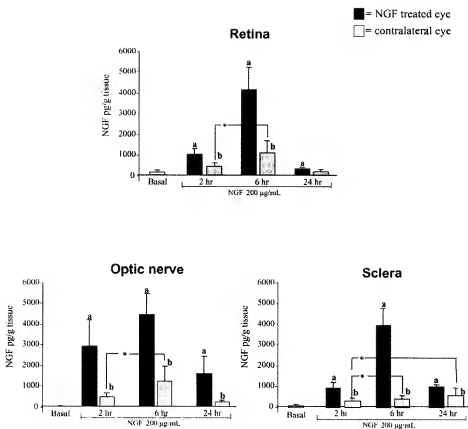 = NGF treated eye
= contralateral eye
Retina
NGF pg/g tissue
6000
5000
4000
3000
2000
1000
0
a
a
a
b
b
*
Basal
2 hr
6 hr
24 hr
NGF 200 µg/mL
Optic nerve
NGF pg/g tissue
6000
5000
4000
3000
2000
1000
0
a
a
a
b
b
b
*
Basal
2 hr
6 hr
24 hr
NGF 200 µg/mL
Sclera
NGF pg/g tissue
6000
5000
4000
3000
2000
1000
0
a
a
a
b
b
b
*
*
Basal
2 hr
6 hr
24 hr
NGF 200 µg/mL